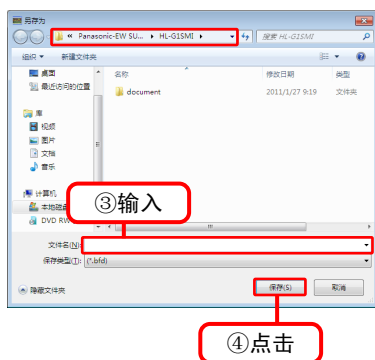 另存为
« Panasonic-EW SU... ▸ HL-G1SMI ▸
搜索 HL-G1SMI
组织 ▼ 新建文件夹
名称 修改日期 类型
桌面
最近访问的位置
document 2011/1/27 9:19 文件夹
库
视频
图片
文档
音乐
计算机
本地磁盘
DVD RW
③输入
文件名(N):
保存类型(T): (*.bfd)
隐藏文件夹
保存(S) 取消
④点击